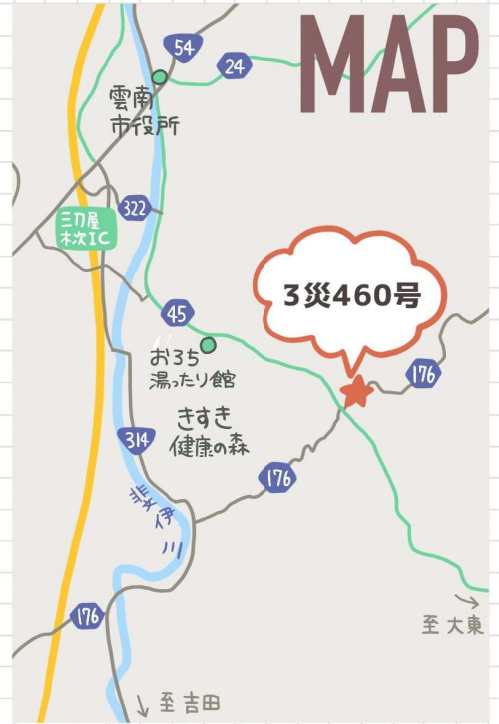 MAP
54
24
雲南
市役所
322
三刀屋
木次IC
3災460号
45
おろち
湯ったり館
176
きすき
健康の森
314
176
斐伊川
176
至 大東
至 吉田